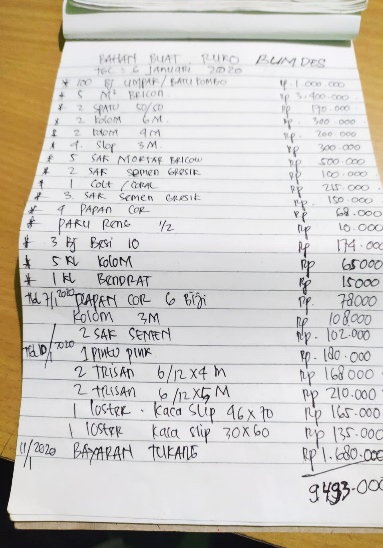 BAHAN BUAT RUKO BUMDES
TGL : 6 JANUARI 2020
* 100 Bj UMPAK/BATU TOMBO Rp 1.000.000
* 5 M³ BRICON Rp 3.400.000
* 2 SPATU 50/50 Rp 170.000
* 2 KOLOM 6M Rp 300.000
* 2 KOLOM 4M Rp 200.000
* 4 Slop 3M Rp 300.000
* 5 SAK MORTAR BRICON Rp 500.000
* 2 SAK SEMEN GRESIK Rp 100.000
* 1 COLT / CORAL Rp 215.000
* 3 SAK SEMEN GRESIK Rp 150.000
* 4 PAPAN COR Rp 68.000
* PAKU RENG 1/2 Rp 10.000
* 3 Bj Besi 10 Rp 174.000
* 5 KL KOLOM Rp 65000
* 1 KL BENDRAT Rp 15000
Tgl 7/1 2020 PAPAN COR 6 Biji Rp. 78000
KOLOM 3M Rp 108000
2 SAK SEMEN Rp. 102.000
Tgl 10/1 2020 1 PINTU PINK Rp. 180.000
2 TRISAN 6/12 X 4 M Rp 168000
2 TRISAN 6/12 X 5 M Rp 210.000
1 LOSTER . Kaca Slip 46 X 70 Rp 165.000
1 LOSTER Kaca Slip 30 X 60 Rp 135.000
11/1 2020 BAYARAN TUKANG Rp 1.680.000
9493.000